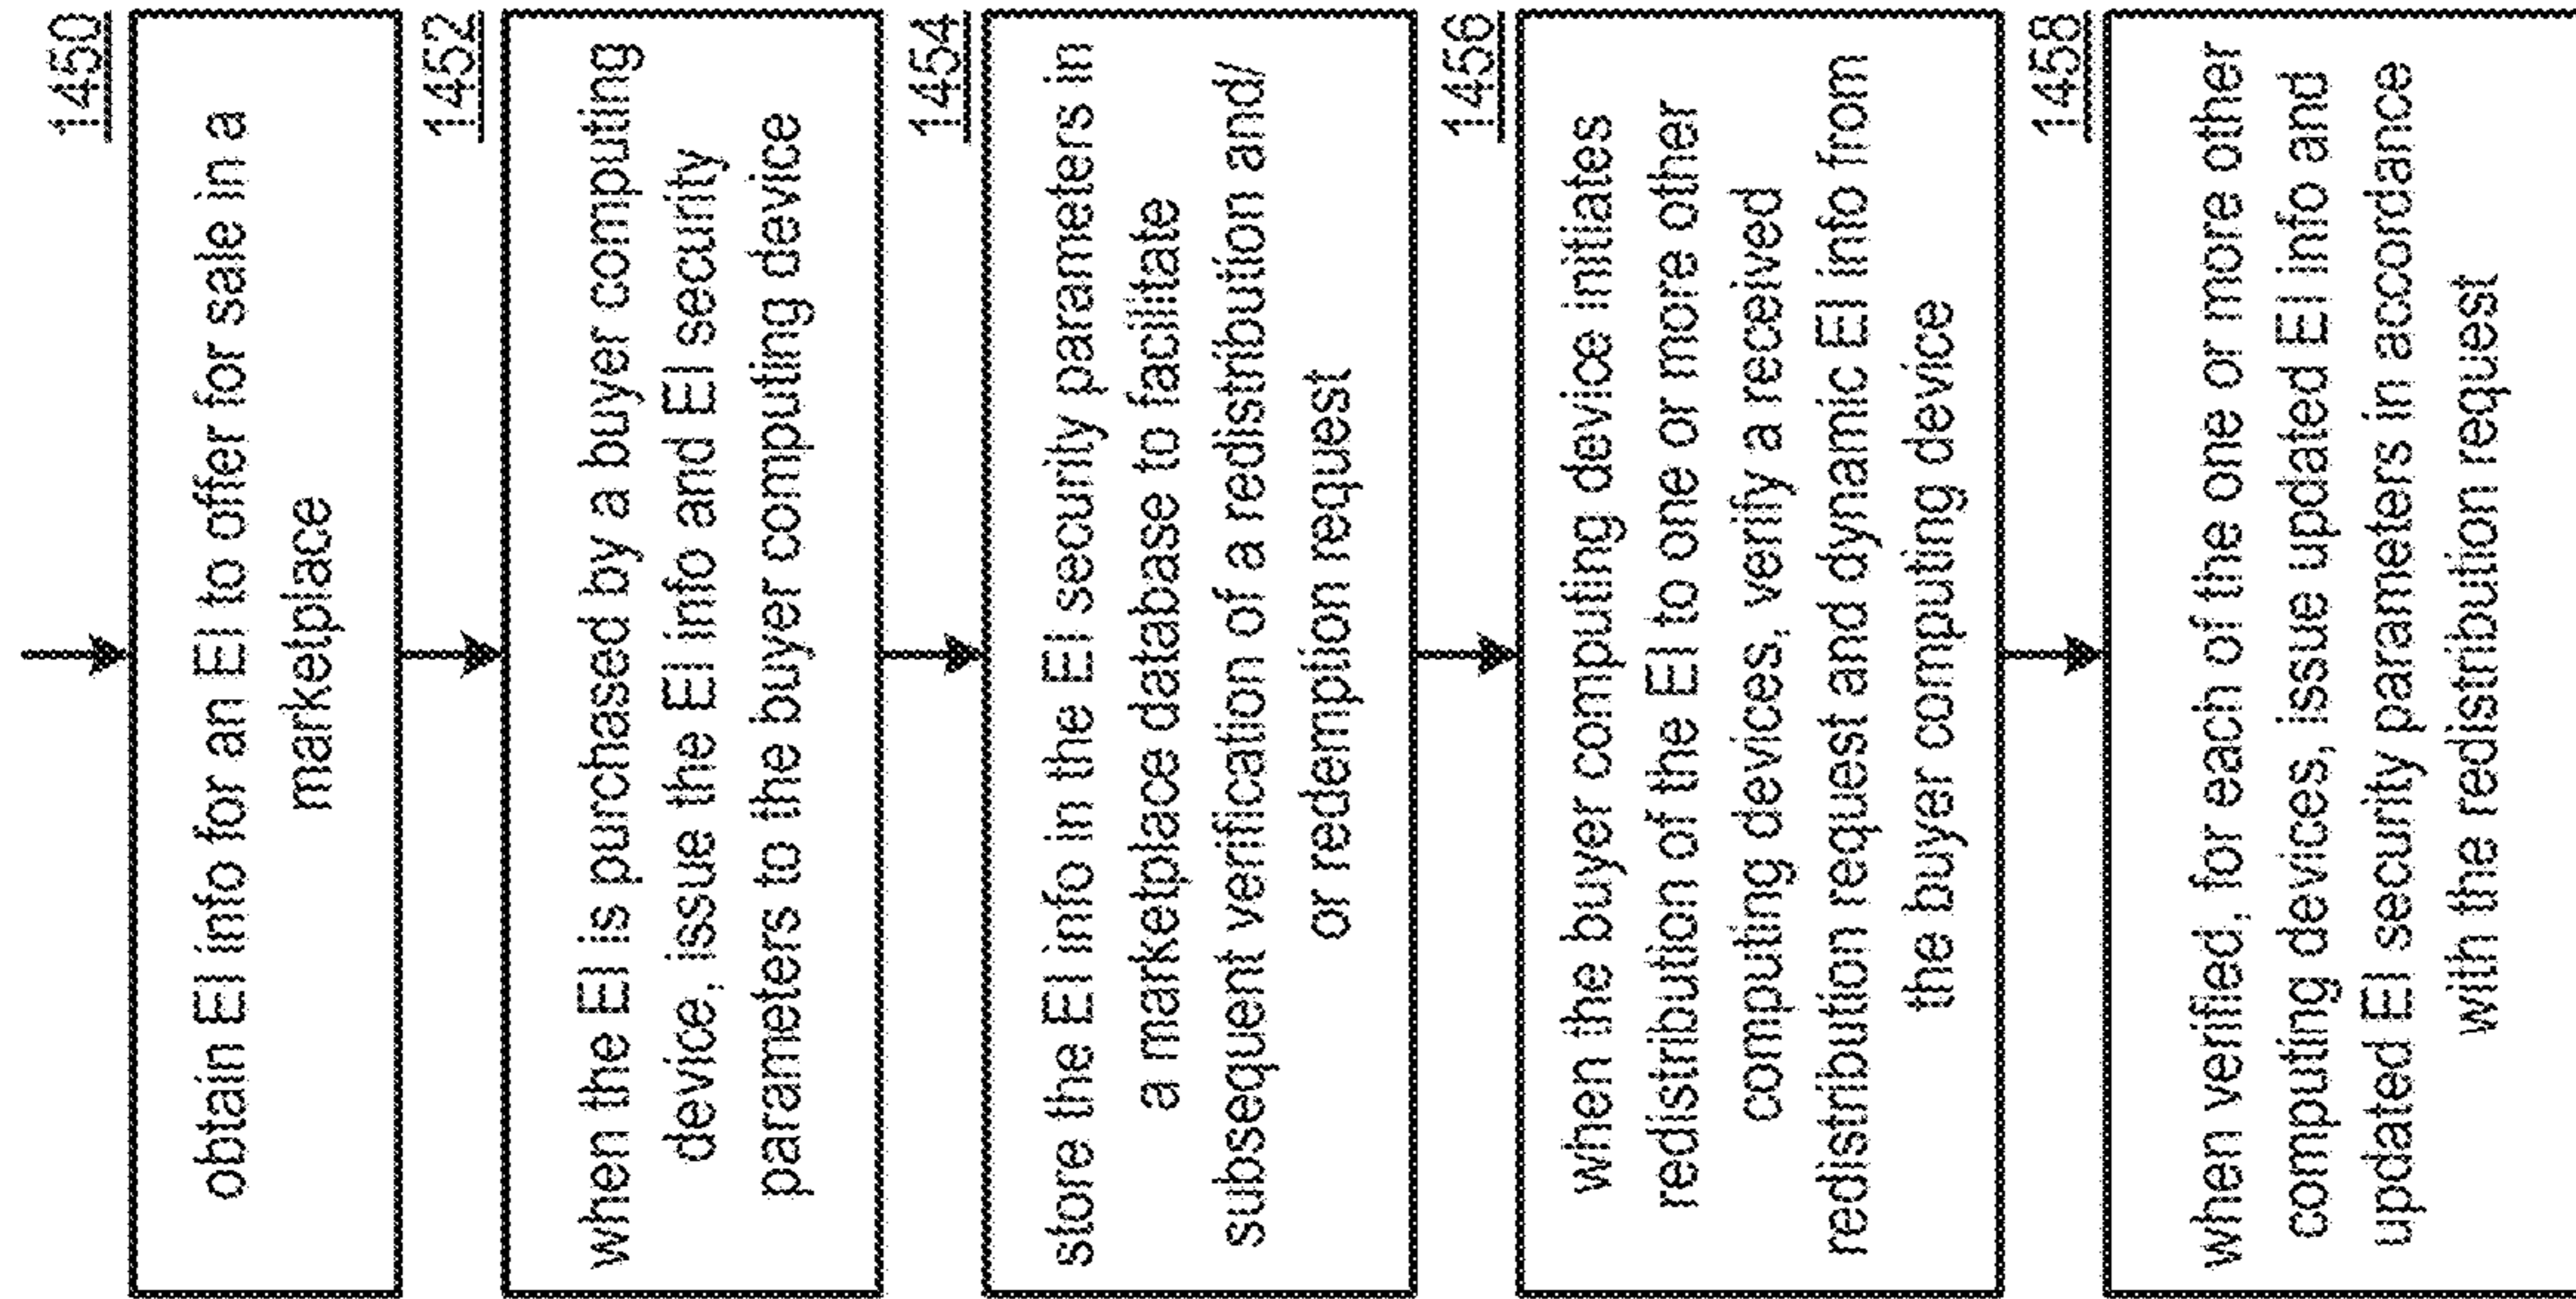 1450
obtain EI info for an EI to offer for sale in a
marketplace
1452
when the EI is purchased by a buyer computing
device, issue the EI info and EI security
parameters to the buyer computing device
1454
store the EI info in the EI security parameters in
a marketplace database to facilitate
subsequent verification of a redistribution and/
or redemption request
1456
when the buyer computing device initiates
redistribution of the EI to one or more other
computing devices, verify a received
redistribution request and dynamic EI info from
the buyer computing device
1458
when verified, for each of the one or more other
computing devices, issue updated EI info and
updated EI security parameters in accordance
with the redistribution request